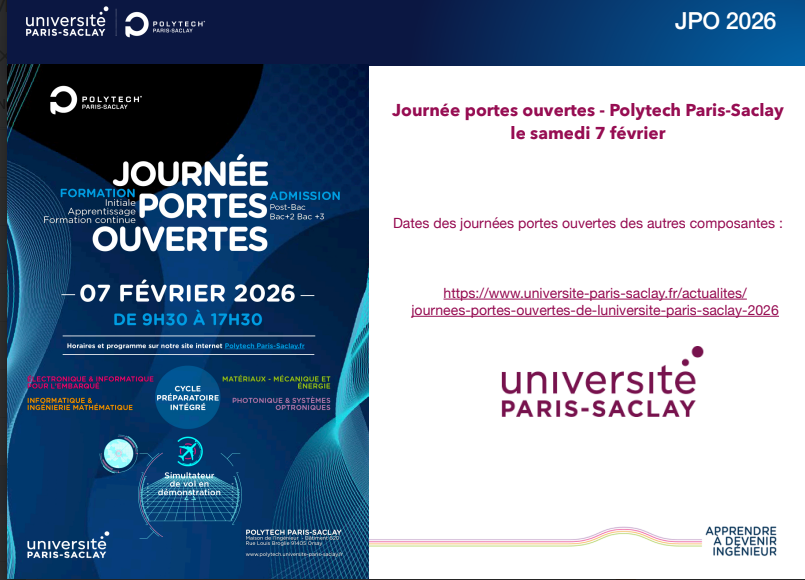 université
PARIS-SACLAY
POLYTECH°
PARIS-SACLAY
JPO 2026
POLYTECH°
PARIS-SACLAY
JOURNÉE
PORTES
OUVERTES
FORMATION
Initiale
Apprentissage
Formation continue
ADMISSION
Post-Bac
Bac+2 Bac +3
07 FÉVRIER 2026
DE 9H30 À 17H30
Horaires et programme sur notre site internet Polytech Paris-Saclay.fr
ÉLECTRONIQUE & INFORMATIQUE
POUR L'EMBARQUÉ
INFORMATIQUE &
INGÉNIERIE MATHÉMATIQUE
CYCLE
PRÉPARATOIRE
INTÉGRÉ
MATÉRIAUX - MÉCANIQUE ET
ÉNERGIE
PHOTONIQUE & SYSTÈMES
OPTRONIQUES
Simultateur
de vol en
démonstration
université
PARIS-SACLAY
POLYTECH PARIS-SACLAY
Maison de l'Ingénieur - Bâtiment 620
Rue Louis Broglie 91405 Orsay
www.polytech.universite-paris-saclay.fr
Journée portes ouvertes - Polytech Paris-Saclay
le samedi 7 février
Dates des journées portes ouvertes des autres composantes :
https://www.universite-paris-saclay.fr/actualites/
journees-portes-ouvertes-de-luniversite-paris-saclay-2026
université
PARIS-SACLAY
APPRENDRE
À DEVENIR
INGÉNIEUR